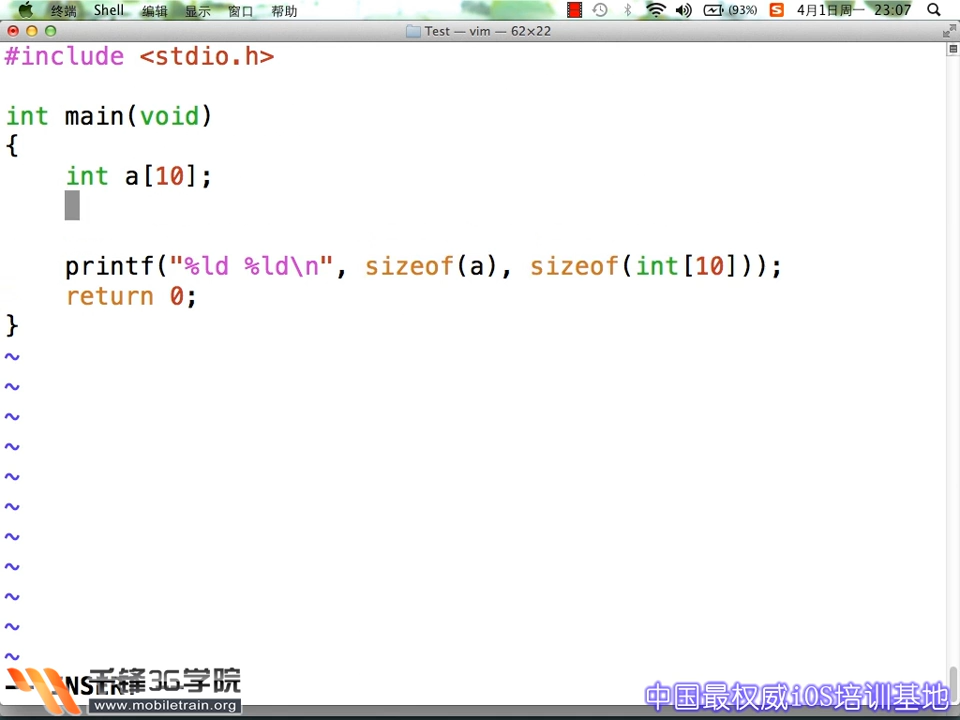 终端 Shell 编辑 显示 窗口 帮助 (93%) S 4月1日周一 23:07
Test — vim — 62×22
#include <stdio.h>
int main(void)
{
int a[10];
printf("%ld %ld\n", sizeof(a), sizeof(int[10]));
return 0;
}
~
~
~
~
~
~
~
~
~
~
~
-- INSERT --
千锋3G学院
www.mobiletrain.org
中国最权威iOS培训基地